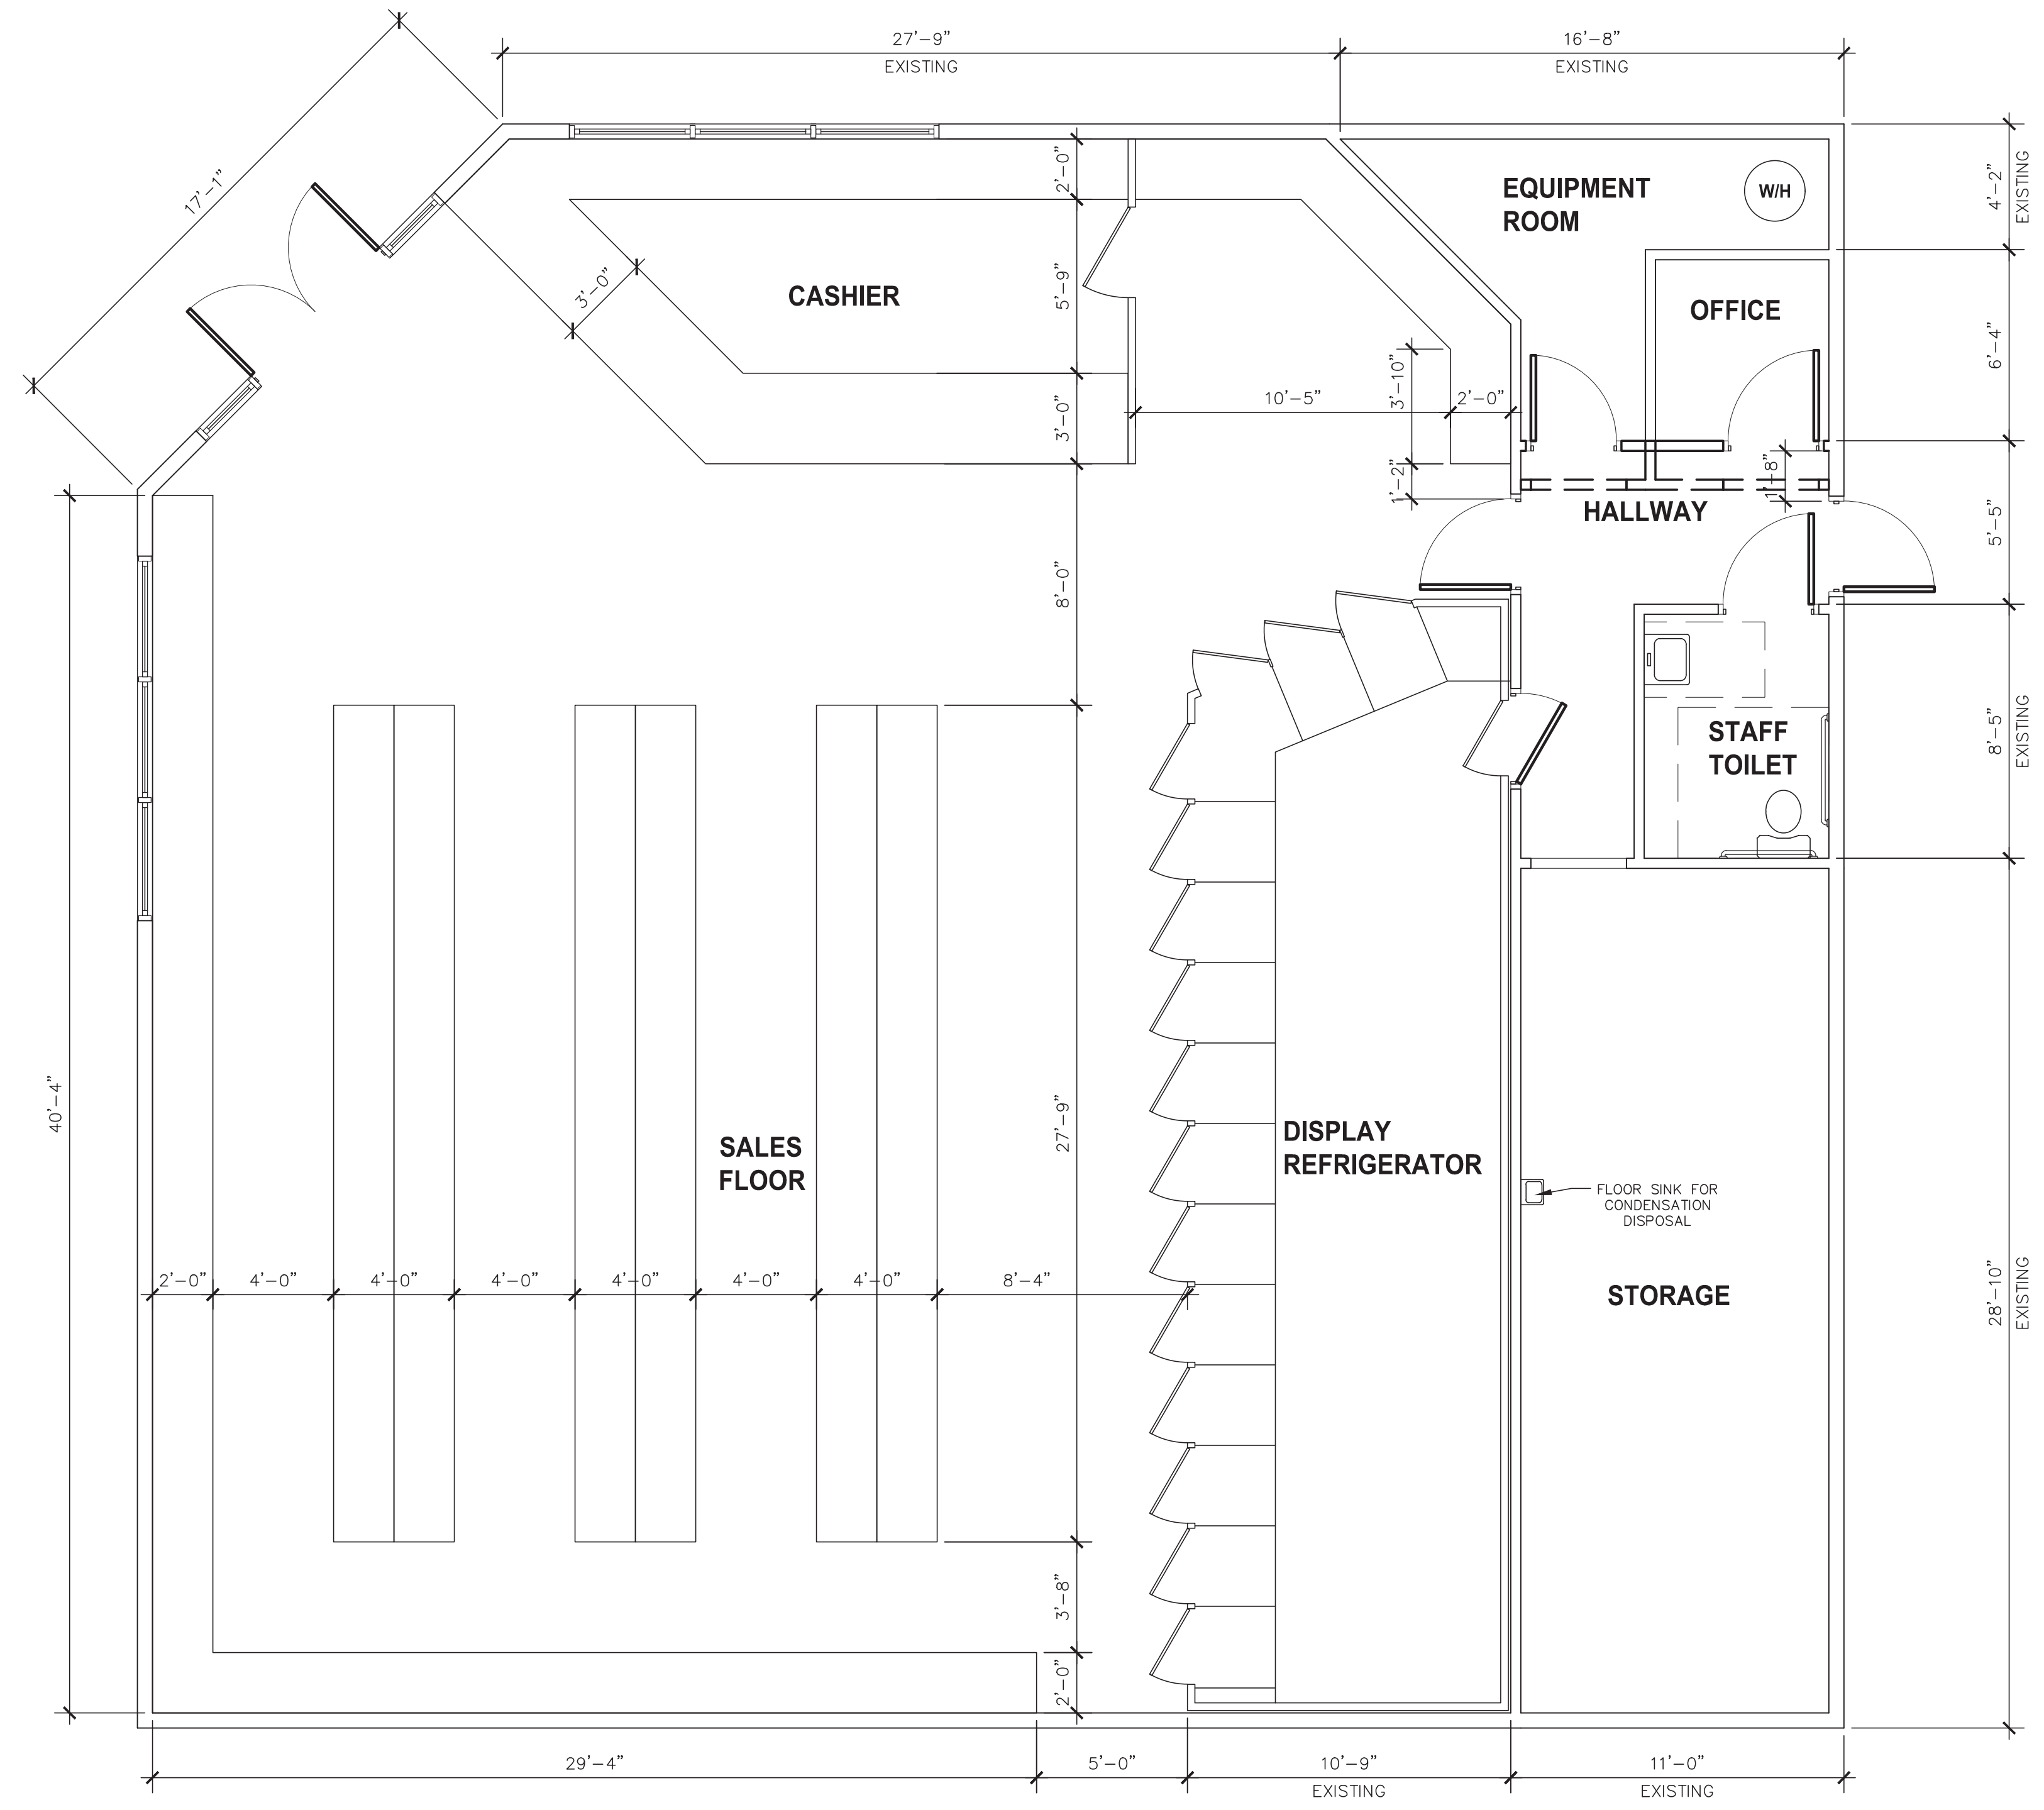 27'-9"
EXISTING
16'-8"
EXISTING
17'-1"
2'-0"
4'-2"
EXISTING
EQUIPMENT
ROOM
W/H
3'-0"
CASHIER
5'-9"
OFFICE
6'-4"
3'-10"
10'-5"
2'-0"
3'-0"
1'-2"
1'-8"
HALLWAY
5'-5"
8'-0"
STAFF
TOILET
8'-5"
EXISTING
40'-4"
27'-9"
SALES
FLOOR
DISPLAY
REFRIGERATOR
FLOOR SINK FOR
CONDENSATION
DISPOSAL
2'-0"
4'-0"
4'-0"
4'-0"
4'-0"
4'-0"
4'-0"
8'-4"
STORAGE
28'-10"
EXISTING
3'-8"
2'-0"
29'-4"
5'-0"
10'-9"
EXISTING
11'-0"
EXISTING